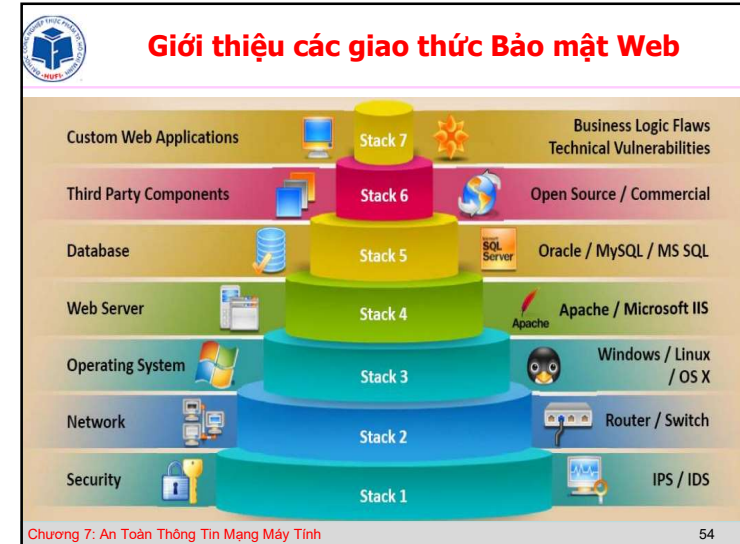 Giới thiệu các giao thức Bảo mật Web
Custom Web Applications
Stack 7
Business Logic Flaws
Technical Vulnerabilities
Third Party Components
Stack 6
Open Source / Commercial
Database
Stack 5
SQL
Server
Oracle / MySQL / MS SQL
Web Server
Stack 4
Apache
Apache / Microsoft IIS
Operating System
Stack 3
Windows / Linux
/ OS X
Network
Stack 2
Router / Switch
Security
Stack 1
IPS / IDS
Chương 7: An Toàn Thông Tin Mạng Máy Tính
54
HUFI